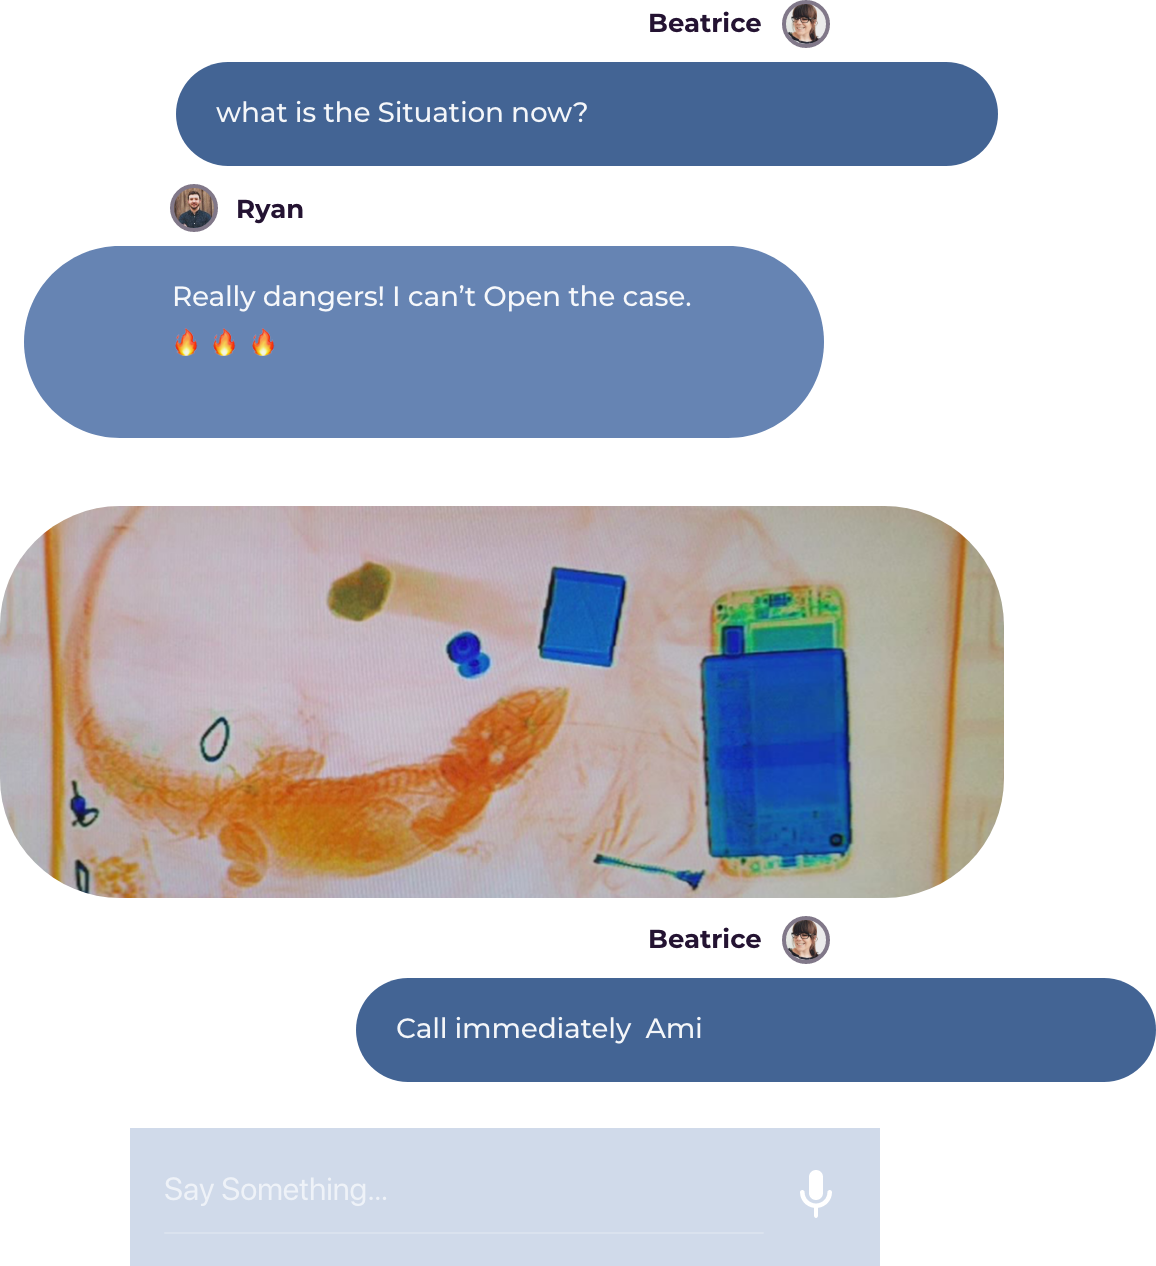 Beatrice
what is the Situation now?
Ryan
Really dangers! I can’t Open the case.
🔥 🔥 🔥
Beatrice
Call immediately  Ami
Say Something...